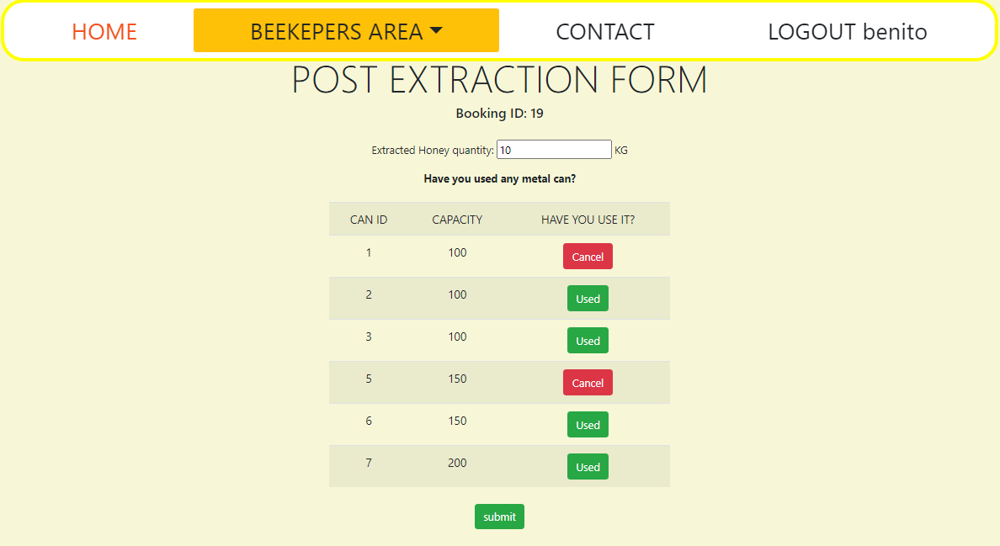 HOME BEEKEPERS AREA CONTACT LOGOUT benito
POST EXTRACTION FORM
Booking ID: 19
Extracted Honey quantity: 10 KG
Have you used any metal can?
CAN ID CAPACITY HAVE YOU USE IT?
1 100 Cancel
2 100 Used
3 100 Used
5 150 Cancel
6 150 Used
7 200 Used
submit